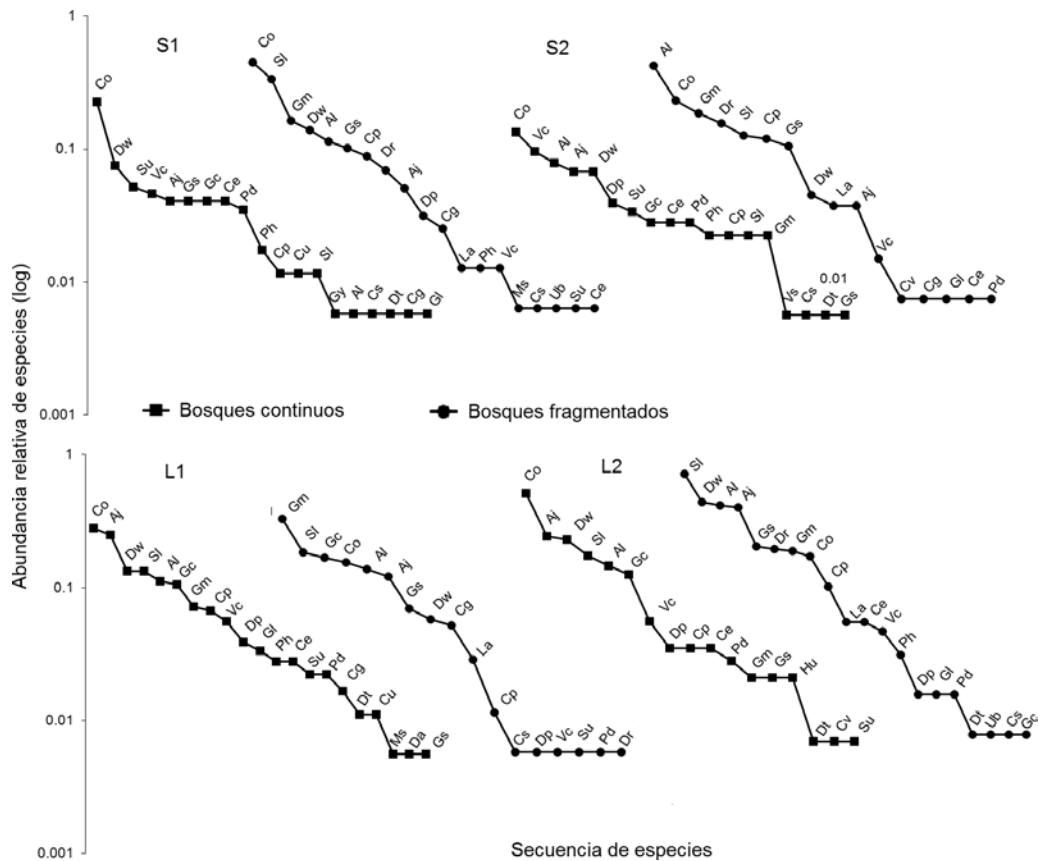 1
S1
S2
Co
Dw
Su
Vc
Aj
Gs
Gc
Ce
Pd
Ph
Cp
Cu
Sl
Gy
Al
Cs
Dt
Cg
Gl
Co
Sl
Gm
Dw
Al
Gs
Cp
Dr
Aj
Dp
Cg
La
Ph
Vc
Ms
Cs
Ub
Su
Ce
Co
Vc
Al
Aj
Dw
Dp
Su
Gc
Ce
Pd
Ph
Cp
Sl
Gm
Vs
Cs
Dt
Gs
0.01
Al
Co
Gm
Dr
Sl
Cp
Gs
Dw
La
Aj
Vc
Cv
Cg
Gl
Ce
Pd
0.1
0.01
0.001
Bosques continuos
Bosques fragmentados
Abundancia relativa de especies (log)
1
L1
L2
Co
Aj
Dw
Sl
Al
Gc
Gm
Cp
Vc
Dp
Gl
Ph
Ce
Su
Pd
Cg
Dt
Cu
Ms
Da
Gs
Gm
Sl
Gc
Co
Al
Aj
Gs
Dw
Cg
La
Cp
Cs
Dp
Vc
Su
Pd
Dr
Co
Aj
Dw
Sl
Al
Gc
Vc
Dp
Cp
Ce
Pd
Gm
Gs
Hu
Dt
Cv
Su
Sl
Dw
Al
Aj
Gs
Dr
Gm
Co
Cp
La
Ce
Vc
Ph
Dp
Gl
Pd
Dt
Ub
Cs
Gc
0.1
0.01
0.001
Secuencia de especies